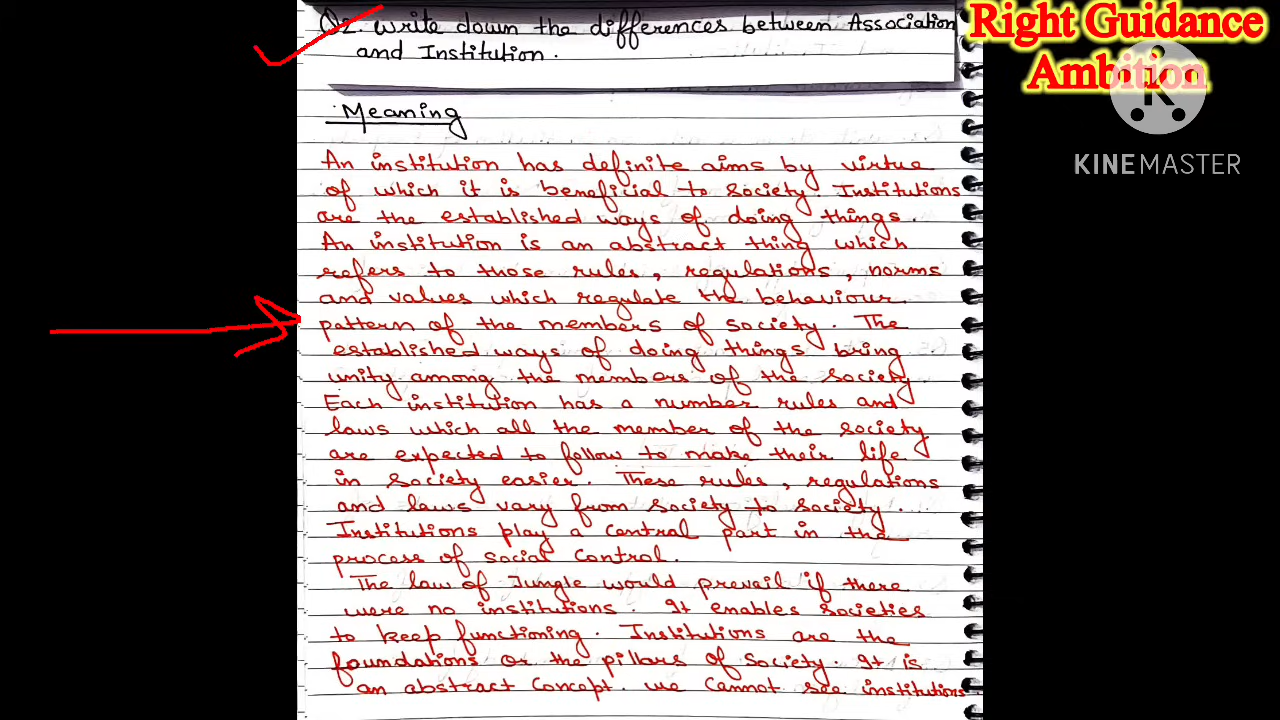 Q2. Write down the differences between Association
and Institution.
Right Guidance
Ambition
KINEMASTER
Meaning
An institution has definite aims by virtue
of which it is beneficial to society. Institutions
are the established ways of doing things.
An institution is an abstract thing which
refers to those rules, regulations, norms
and values which regulate the behaviour
pattern of the members of society. The
established ways of doing things bring
unity among the members of the society.
Each institution has a number rules and
laws which all the member of the society
are expected to follow to make their life
in society easier. These rules, regulations
and laws vary from society to society.
Institutions play a central part in the
process of social control.
The law of Jungle would prevail if there
were no institutions. It enables societies
to keep functioning. Institutions are the
foundations or the pillars of society. It is
an abstract concept. We cannot see institutions